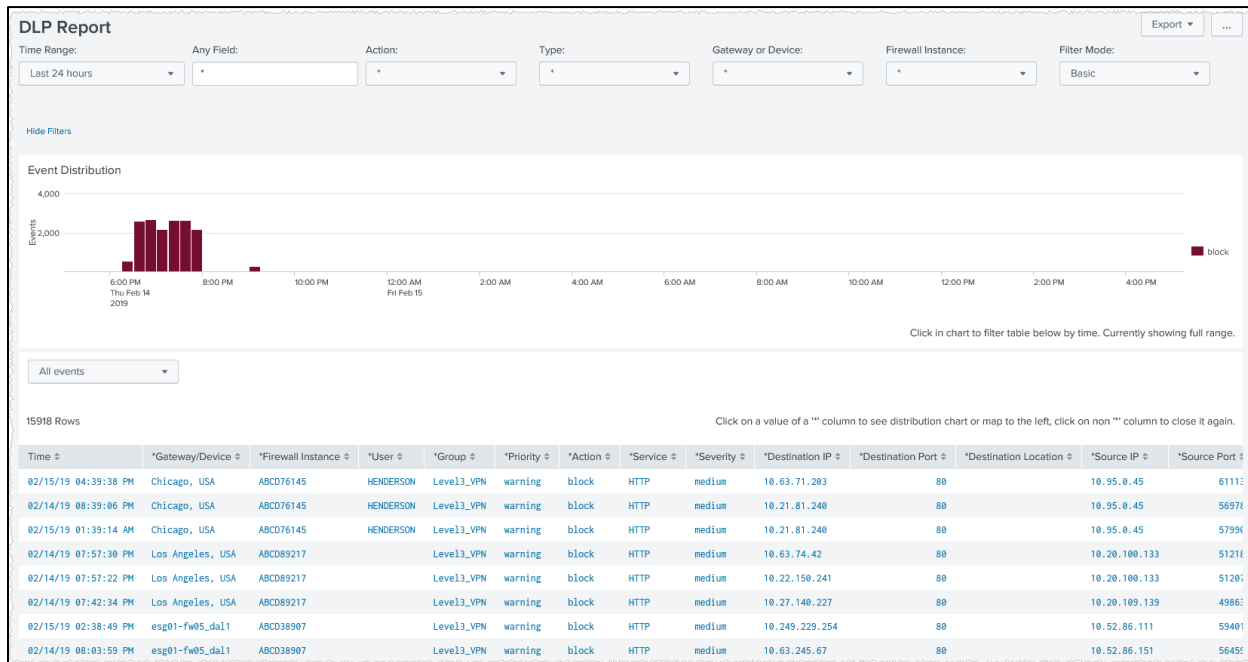 DLP Report
Export
...
Time Range: Any Field: Action: Type: Gateway or Device: Firewall Instance: Filter Mode:
Last 24 hours * * * * * Basic
Hide Filters
Event Distribution
4,000
2,000
Events
block
6:00 PM 8:00 PM 10:00 PM 12:00 AM 2:00 AM 4:00 AM 6:00 AM 8:00 AM 10:00 AM 12:00 PM 2:00 PM 4:00 PM
Thu Feb 14 Fri Feb 15
2019
Click in chart to filter table below by time. Currently showing full range.
All events
15918 Rows Click on a value of a "*" column to see distribution chart or map to the left, click on non "*" column to close it again.
Time *Gateway/Device *Firewall Instance *User *Group *Priority *Action *Service *Severity *Destination IP *Destination Port *Destination Location *Source IP *Source Port
02/15/19 04:39:38 PM Chicago, USA ABCD76145 HENDERSON Level3_VPN warning block HTTP medium 10.63.71.203 80 10.95.0.45 61113
02/14/19 08:39:06 PM Chicago, USA ABCD76145 HENDERSON Level3_VPN warning block HTTP medium 10.21.81.240 80 10.95.0.45 56978
02/15/19 01:39:14 AM Chicago, USA ABCD76145 HENDERSON Level3_VPN warning block HTTP medium 10.21.81.240 80 10.95.0.45 57990
02/14/19 07:57:30 PM Los Angeles, USA ABCD89217 Level3_VPN warning block HTTP medium 10.63.74.42 80 10.20.100.133 51218
02/14/19 07:57:22 PM Los Angeles, USA ABCD89217 Level3_VPN warning block HTTP medium 10.22.150.241 80 10.20.100.133 51207
02/14/19 07:42:34 PM Los Angeles, USA ABCD89217 Level3_VPN warning block HTTP medium 10.27.140.227 80 10.20.109.139 49863
02/15/19 02:38:49 PM esg01-fw05_dal1 ABCD38907 Level3_VPN warning block HTTP medium 10.249.229.254 80 10.52.86.111 59401
02/14/19 08:03:59 PM esg01-fw05_dal1 ABCD38907 Level3_VPN warning block HTTP medium 10.63.245.67 80 10.52.86.151 56459